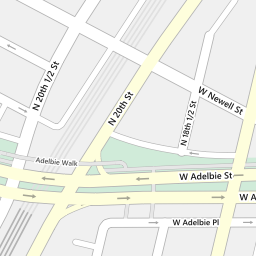 N 20th 1/2 St
N 20th St
W Newell St
N 18th 1/2 St
Adelbie Walk
W Adelbie St
W A
W Adelbie Pl